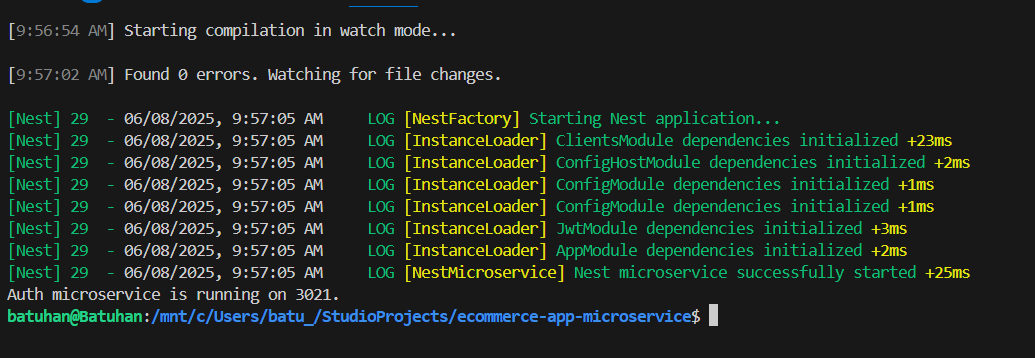 [9:56:54 AM] Starting compilation in watch mode...
[9:57:02 AM] Found 0 errors. Watching for file changes.
[Nest] 29  - 06/08/2025, 9:57:05 AM     LOG [NestFactory] Starting Nest application...
[Nest] 29  - 06/08/2025, 9:57:05 AM     LOG [InstanceLoader] ClientsModule dependencies initialized +23ms
[Nest] 29  - 06/08/2025, 9:57:05 AM     LOG [InstanceLoader] ConfigHostModule dependencies initialized +2ms
[Nest] 29  - 06/08/2025, 9:57:05 AM     LOG [InstanceLoader] ConfigModule dependencies initialized +1ms
[Nest] 29  - 06/08/2025, 9:57:05 AM     LOG [InstanceLoader] ConfigModule dependencies initialized +1ms
[Nest] 29  - 06/08/2025, 9:57:05 AM     LOG [InstanceLoader] JwtModule dependencies initialized +3ms
[Nest] 29  - 06/08/2025, 9:57:05 AM     LOG [InstanceLoader] AppModule dependencies initialized +2ms
[Nest] 29  - 06/08/2025, 9:57:05 AM     LOG [NestMicroservice] Nest microservice successfully started +25ms
Auth microservice is running on 3021.
batuhan@Batuhan:/mnt/c/Users/batu_/StudioProjects/ecommerce-app-microservice$